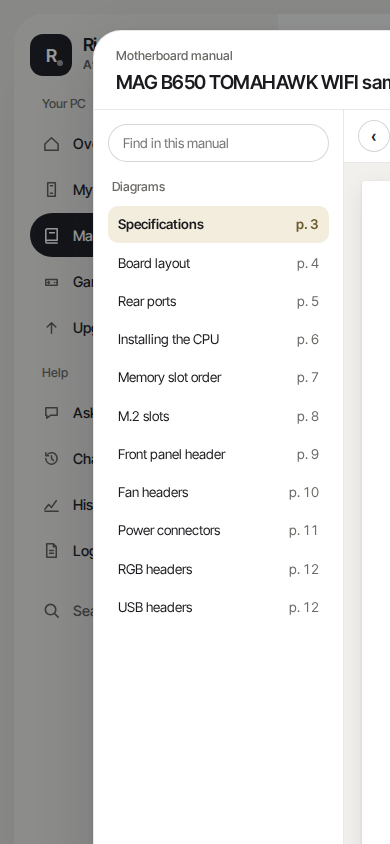 R
Your PC
Help
Motherboard manual
MAG B650 TOMAHAWK WIFI
Find in this manual
Diagrams
Specifications p. 3
Board layout p. 4
Rear ports p. 5
Installing the CPU p. 6
Memory slot order p. 7
M.2 slots p. 8
Front panel header p. 9
Fan headers p. 10
Power connectors p. 11
RGB headers p. 12
USB headers p. 12